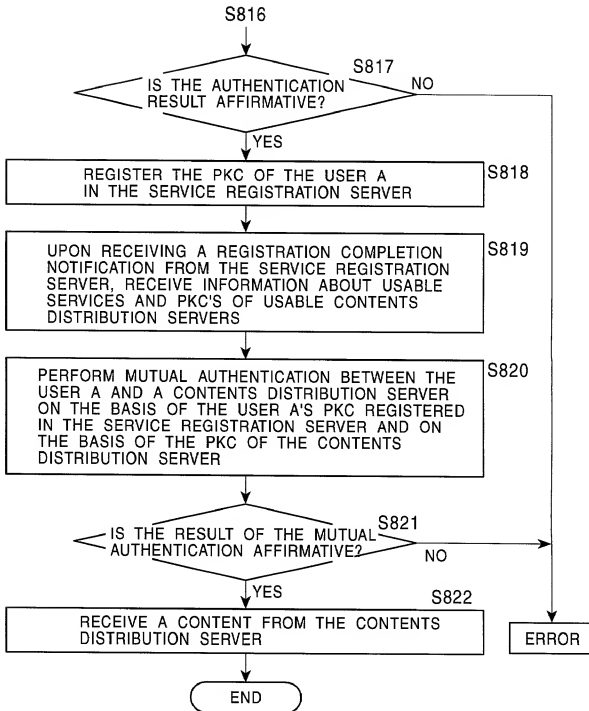 S816
S817
IS THE AUTHENTICATION
RESULT AFFIRMATIVE?
NO
YES
S818
REGISTER THE PKC OF THE USER A
IN THE SERVICE REGISTRATION SERVER
S819
UPON RECEIVING A REGISTRATION COMPLETION
NOTIFICATION FROM THE SERVICE REGISTRATION
SERVER, RECEIVE INFORMATION ABOUT USABLE
SERVICES AND PKC'S OF USABLE CONTENTS
DISTRIBUTION SERVERS
S820
PERFORM MUTUAL AUTHENTICATION BETWEEN THE
USER A AND A CONTENTS DISTRIBUTION SERVER
ON THE BASIS OF THE USER A'S PKC REGISTERED
IN THE SERVICE REGISTRATION SERVER AND ON
THE BASIS OF THE PKC OF THE CONTENTS
DISTRIBUTION SERVER
S821
IS THE RESULT OF THE MUTUAL
AUTHENTICATION AFFIRMATIVE?
NO
YES
S822
RECEIVE A CONTENT FROM THE CONTENTS
DISTRIBUTION SERVER
ERROR
END